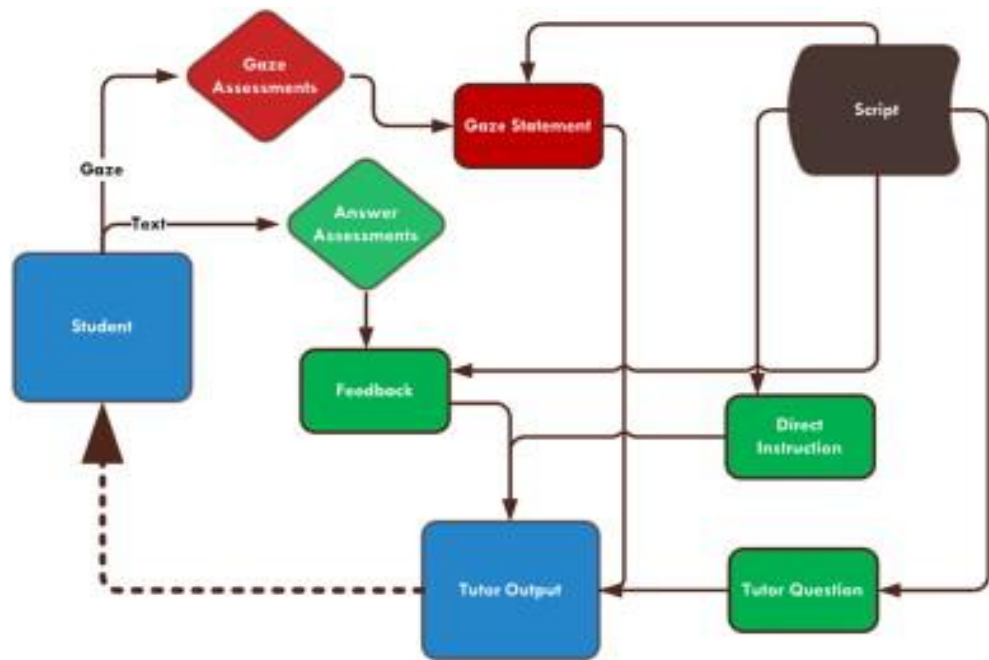 Gaze
Assessments
Gaze Statement
Script
Gaze
Text
Answer
Assessments
Student
Feedback
Direct
Instruction
Tutor Output
Tutor Question